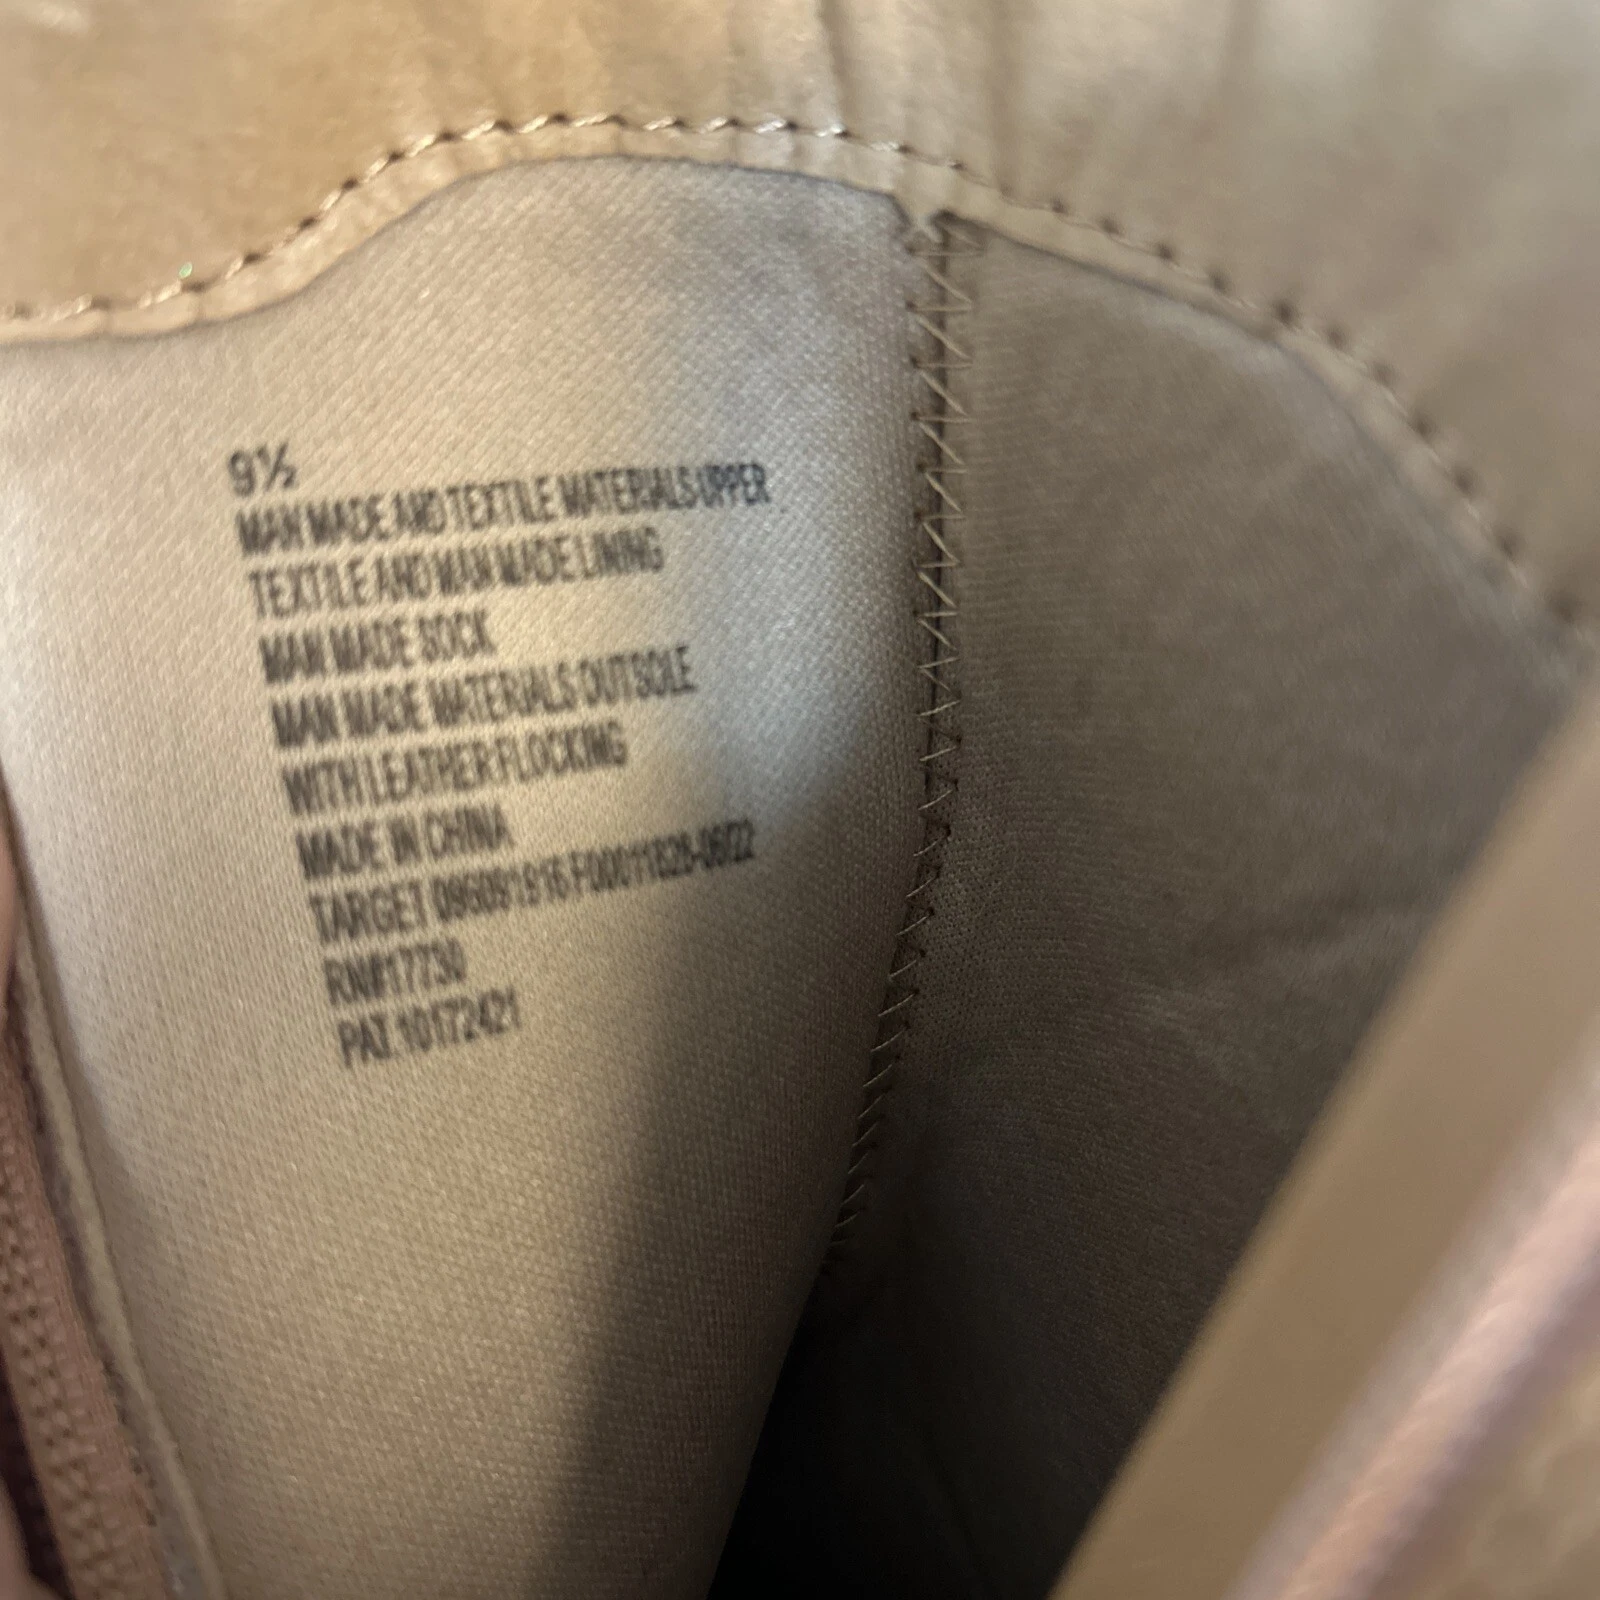 9½
MAN MADE AND TEXTILE MATERIALS UPPER
TEXTILE AND MAN MADE LINING
MAN MADE SOCK
MAN MADE MATERIALS OUTSOLE
WITH LEATHER FLOCKING
MADE IN CHINA
TARGET 086091916
RN#17730
PAT. 10172421